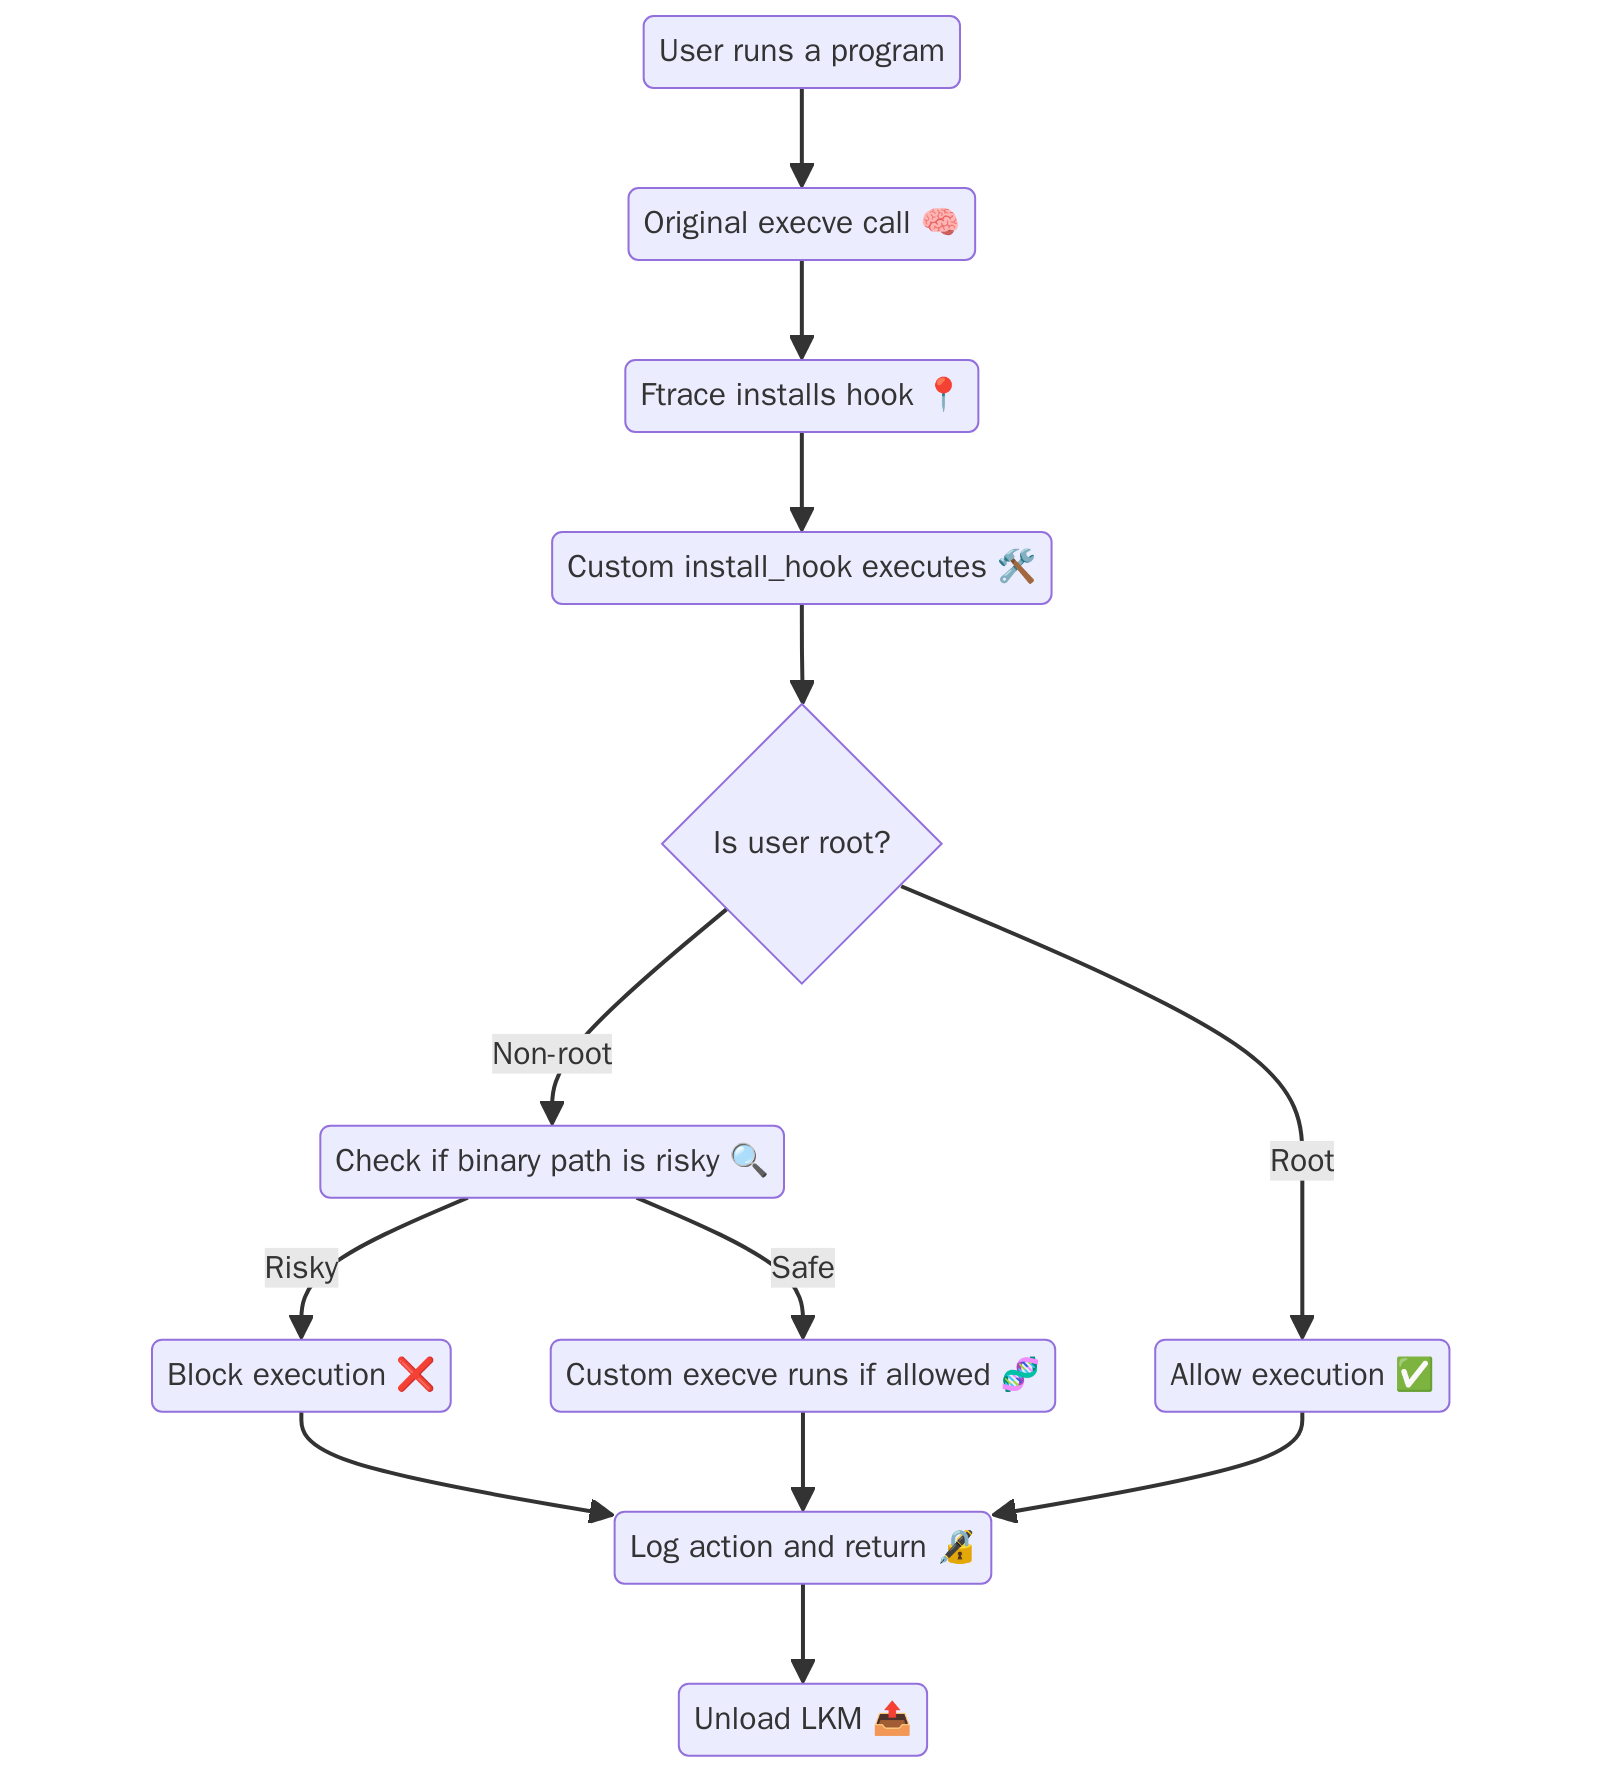 User runs a program
Original execve call 🧠
Ftrace installs hook 📍
Custom install_hook executes 🛠️
Is user root?
Non-root
Root
Check if binary path is risky 🔍
Risky
Safe
Block execution ❌
Custom execve runs if allowed 🧬
Allow execution ✅
Log action and return 🔏
Unload LKM 📤